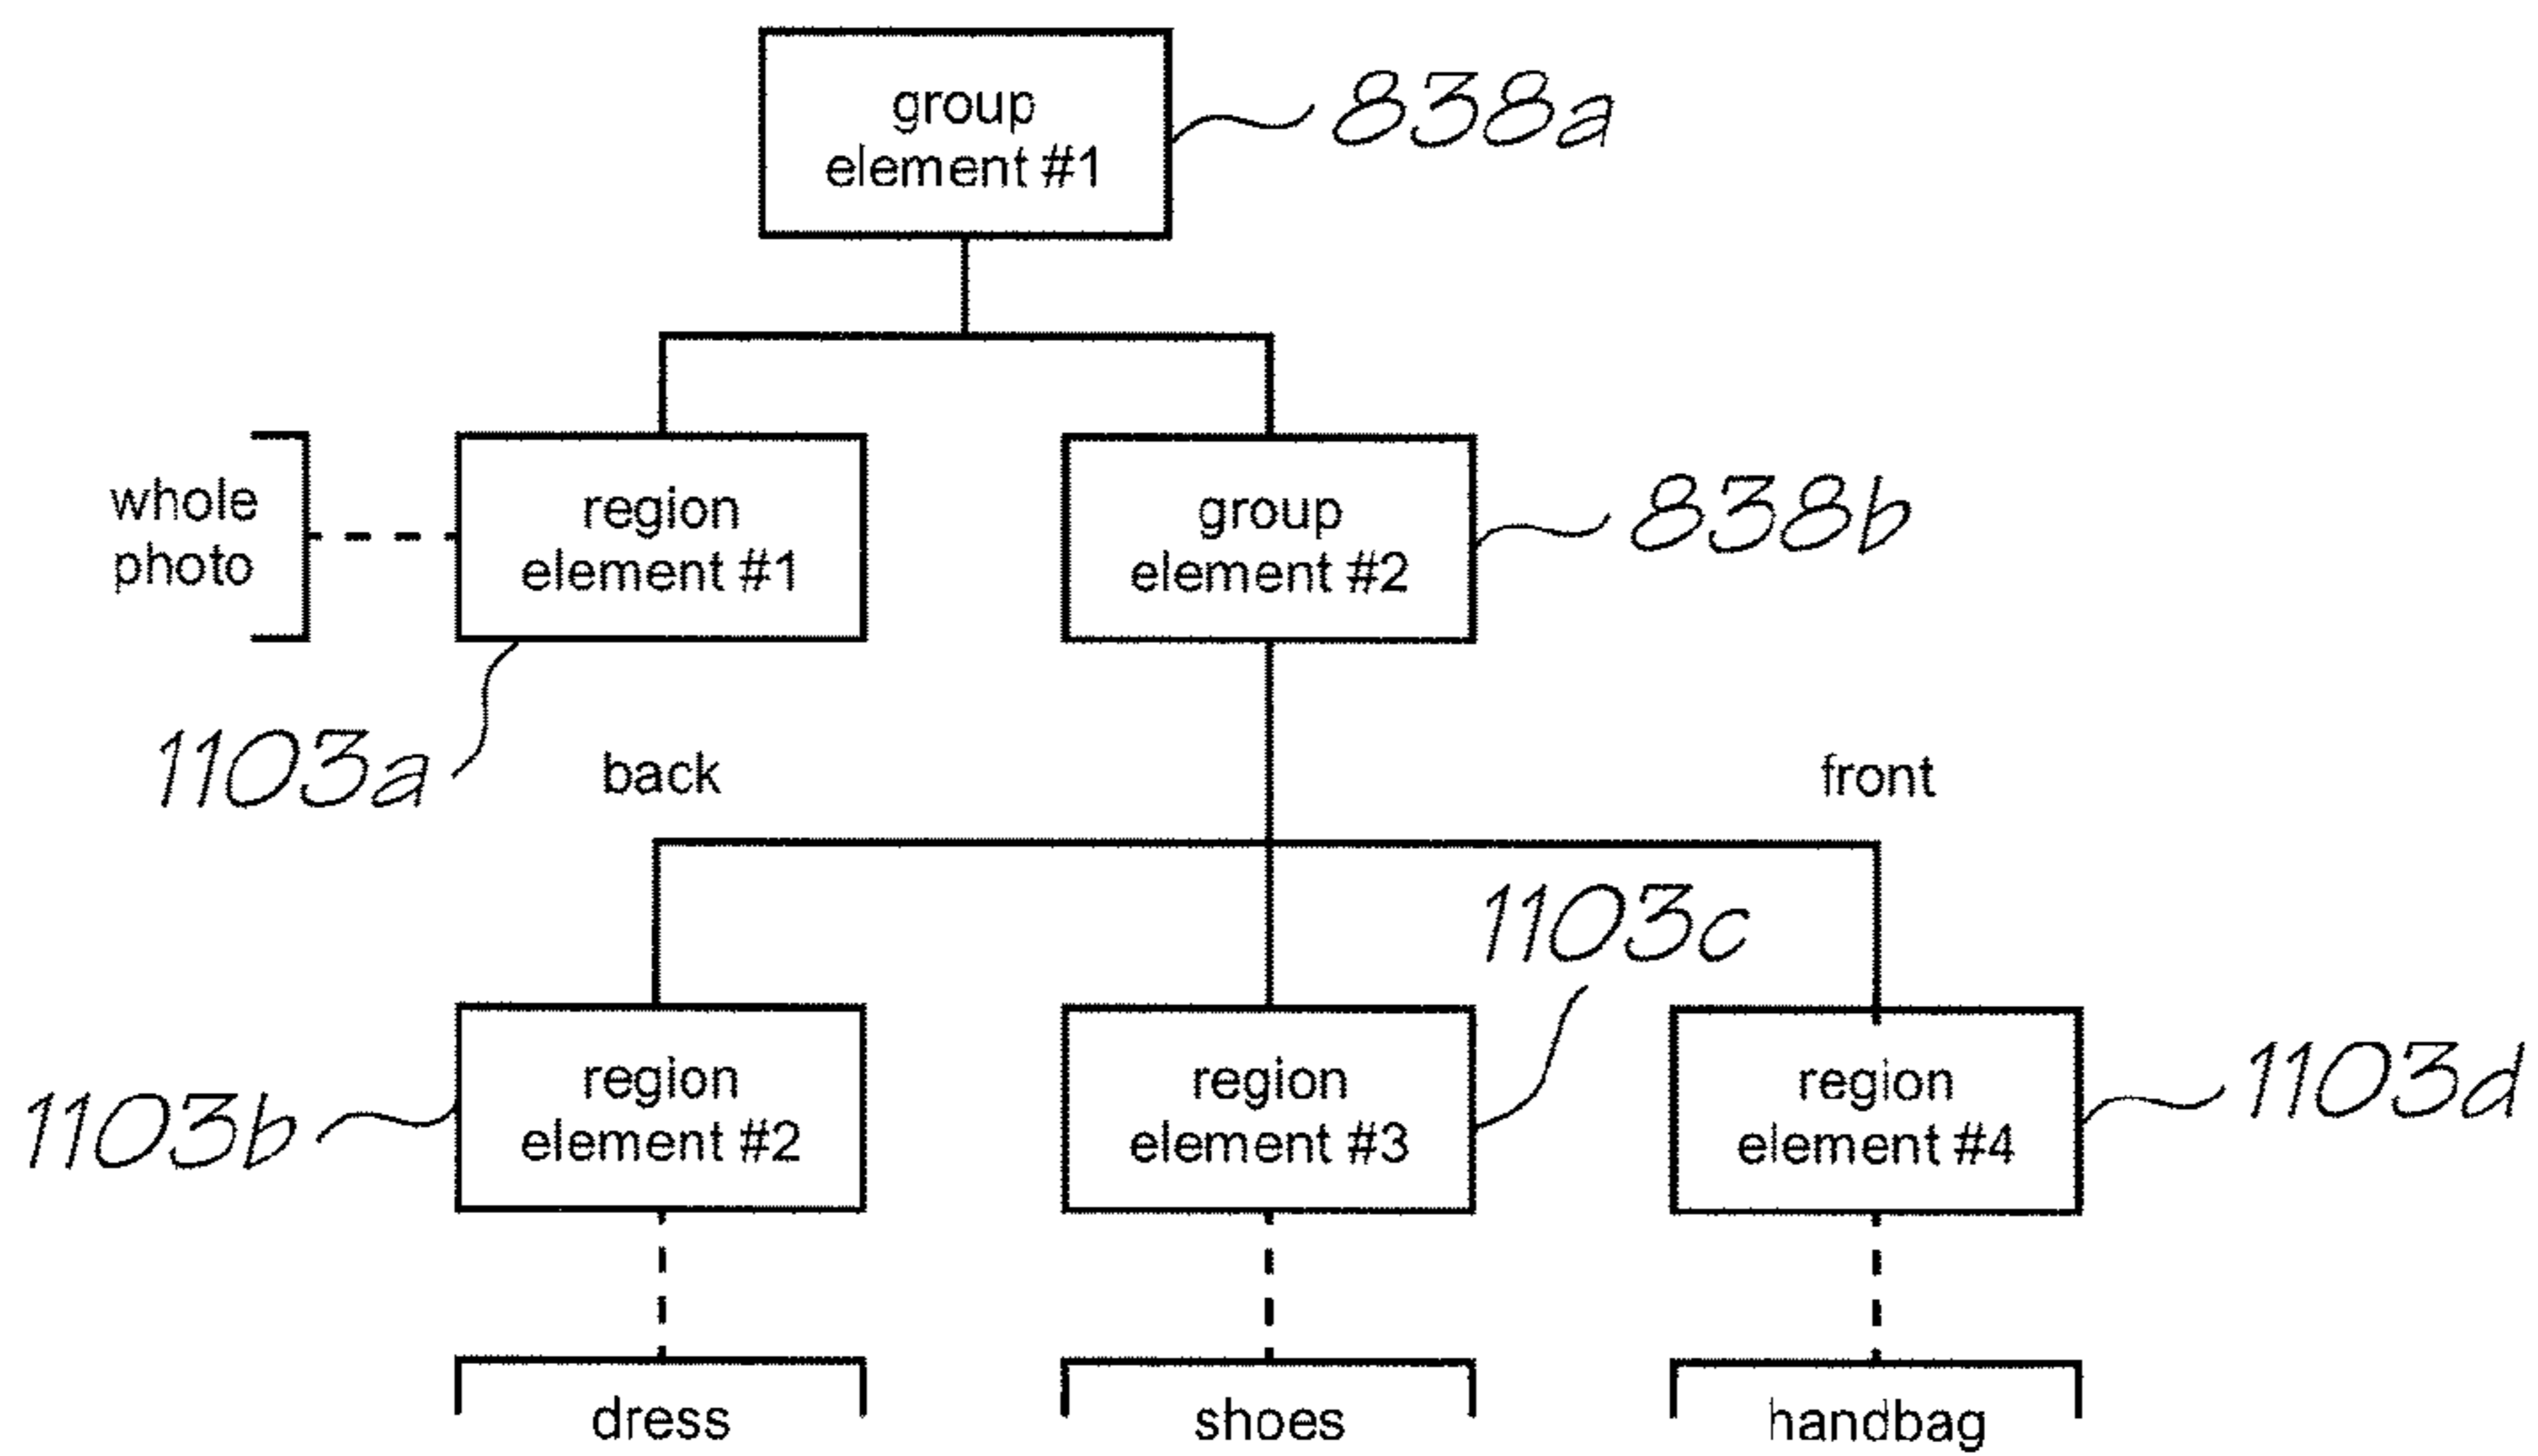 group
element #1
838a
whole
photo
region
element #1
group
element #2
838b
1103a
back
front
1103c
1103b
region
element #2
region
element #3
region
element #4
1103d
dress
shoes
handbag